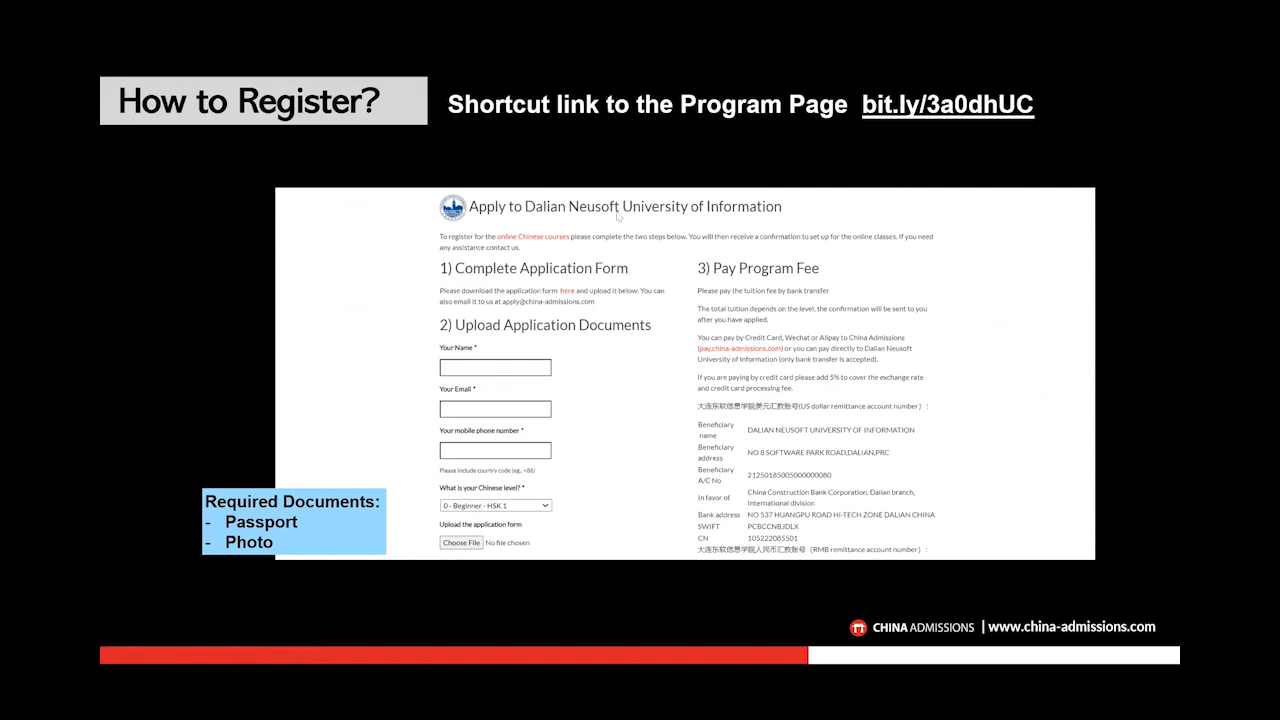 How to Register?
Shortcut link to the Program Page bit.ly/3a0dhUC
Apply to Dalian Neusoft University of Information
To register for the online Chinese courses please complete the two steps below. You will then receive a confirmation to set up for the online classes. If you need
any assistance contact us.
1) Complete Application Form
Please download the application form here and upload it below. You can
also email it to us at apply@china-admissions.com
2) Upload Application Documents
Your Name *
Your Email *
Your mobile phone number *
Please include country code (eg., +86)
What is your Chinese level? *
0 - Beginner - HSK 1
Upload the application form
Choose File No file chosen
3) Pay Program Fee
Please pay the tuition fee by bank transfer
The total tuition depends on the level, the confirmation will be sent to you
after you have applied.
You can pay by Credit Card, Wechat or Alipay to China Admissions
(pay.china-admissions.com) or you can pay directly to Dalian Neusoft
University of Information (only bank transfer is accepted).
If you are paying by credit card please add 5% to cover the exchange rate
and credit card processing fee.
大连东软信息学院美元汇款账号(US dollar remittance account number）：
Beneficiary
name
DALIAN NEUSOFT UNIVERSITY OF INFORMATION
Beneficiary
address
NO 8 SOFTWARE PARK ROAD,DALIAN,PRC
Beneficiary
A/C No
21250185005000000080
In favor of
China Construction Bank Corporation, Dalian branch,
International division
Bank address NO 537 HUANGPU ROAD HI-TECH ZONE DALIAN CHINA
SWIFT PCBCCNBJDLX
CN 105222085501
大连东软信息学院人民币汇款账号（RMB remittance account number）：
Required Documents:
- Passport
- Photo
CHINA ADMISSIONS | www.china-admissions.com